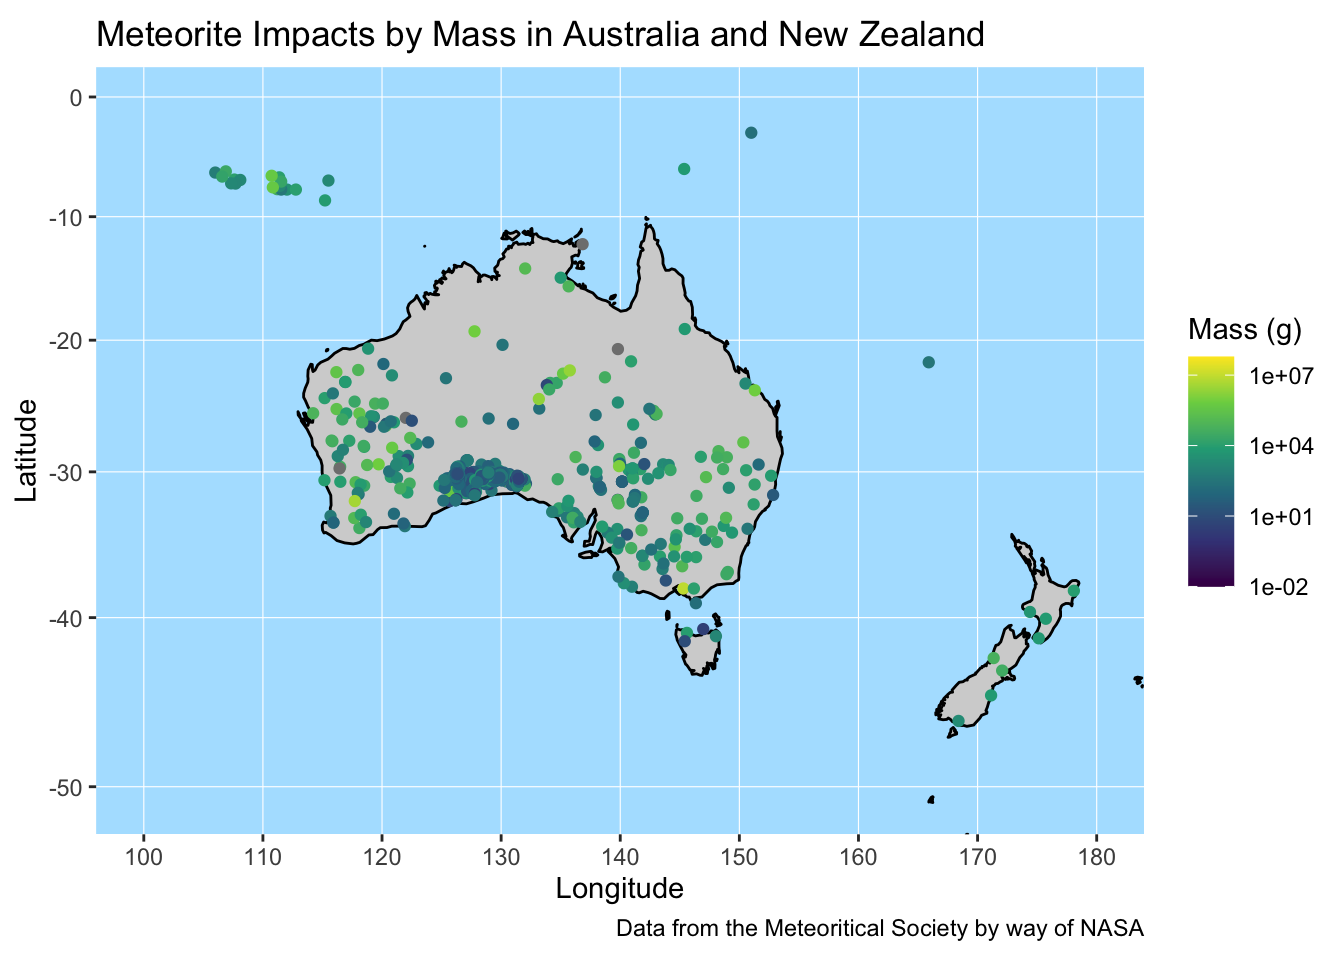 Meteorite Impacts by Mass in Australia and New Zealand
0
-10
-20
-30
-40
-50
Latitude
100 110 120 130 140 150 160 170 180
Longitude
Mass (g)
1e+07
1e+04
1e+01
1e-02
Data from the Meteoritical Society by way of NASA